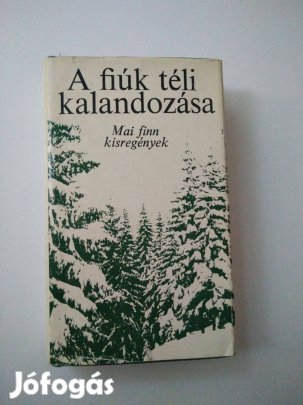 A fiúk téli
kalandozása
Mai finn
kisregények
Jófogás